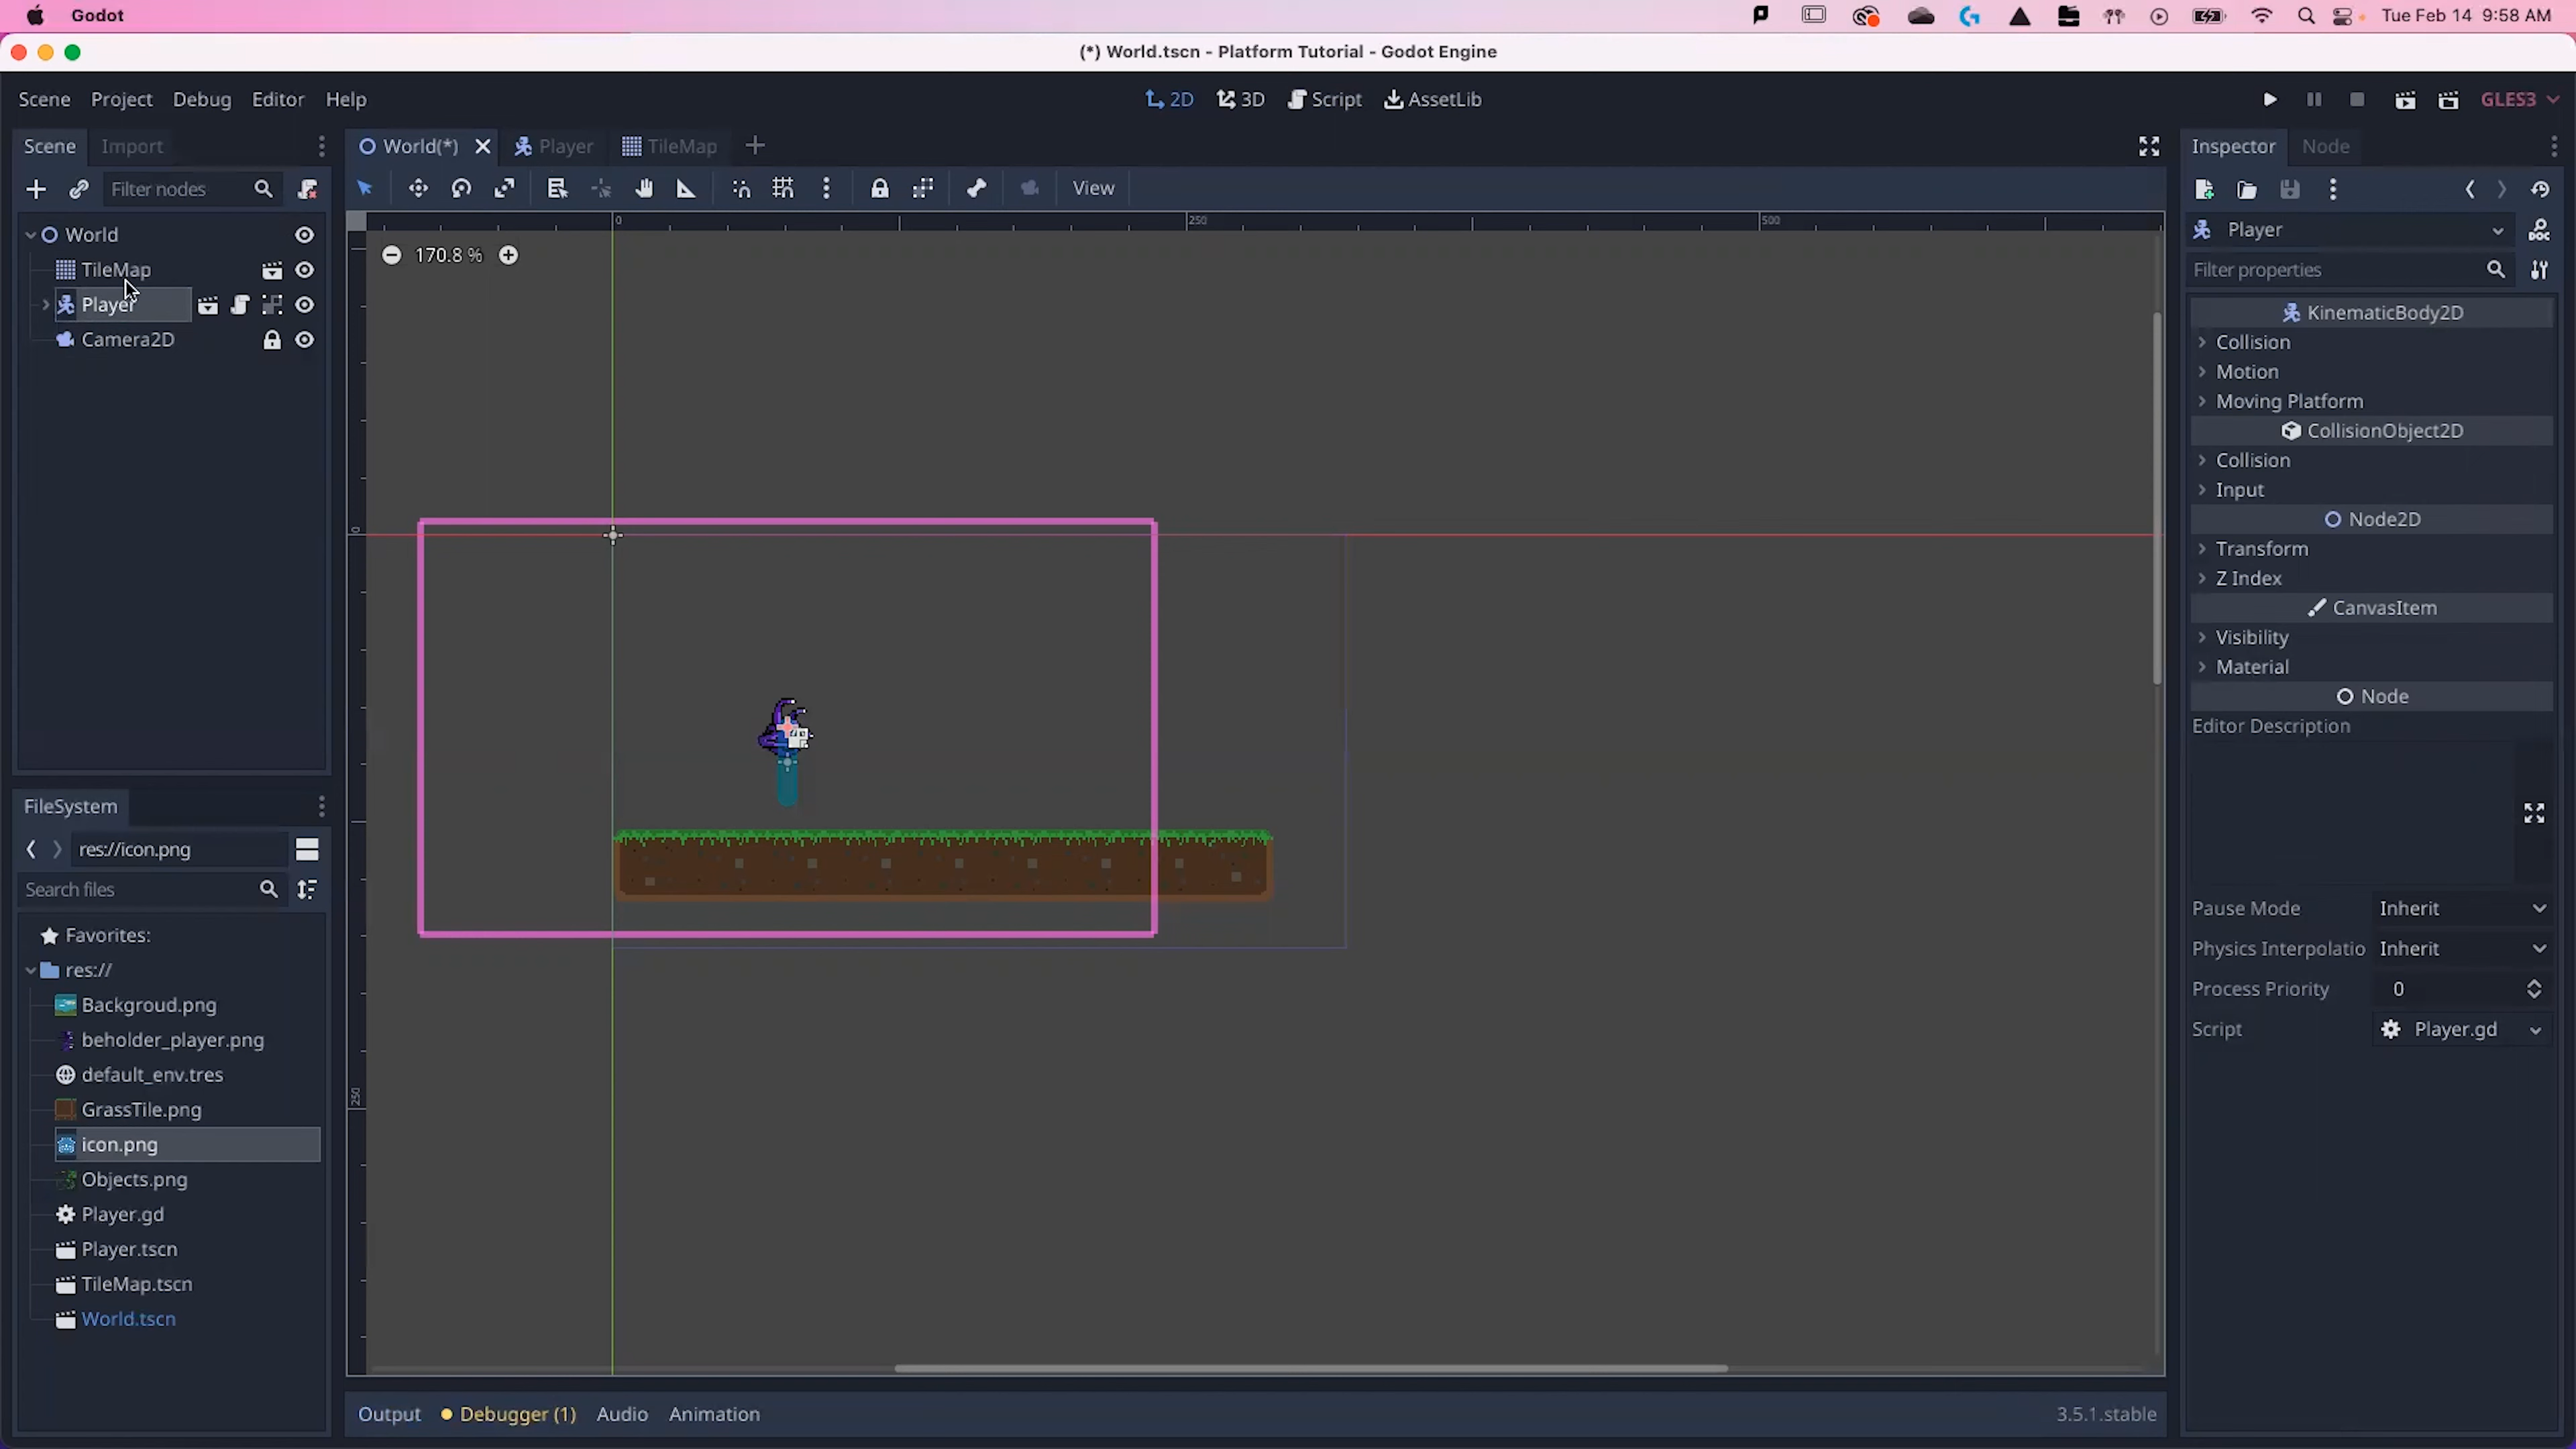 Godot
Tue Feb 14 9:58 AM
(*) World.tscn - Platform Tutorial - Godot Engine
Scene Project Debug Editor Help
2D 3D Script AssetLib
GLES3
Scene Import
World(*) Player TileMap
Inspector Node
Filter nodes
View
World
TileMap
Player
Camera2D
170.8 %
0 250 500
0
250
Player
Filter properties
KinematicBody2D
Collision
Motion
Moving Platform
CollisionObject2D
Collision
Input
Node2D
Transform
Z Index
CanvasItem
Visibility
Material
Node
Editor Description
Pause Mode Inherit
Physics Interpolatio Inherit
Process Priority 0
Script Player.gd
FileSystem
res://icon.png
Search files
Favorites:
res://
Backgroud.png
beholder_player.png
default_env.tres
GrassTile.png
icon.png
Objects.png
Player.gd
Player.tscn
TileMap.tscn
World.tscn
Output Debugger (1) Audio Animation
3.5.1.stable